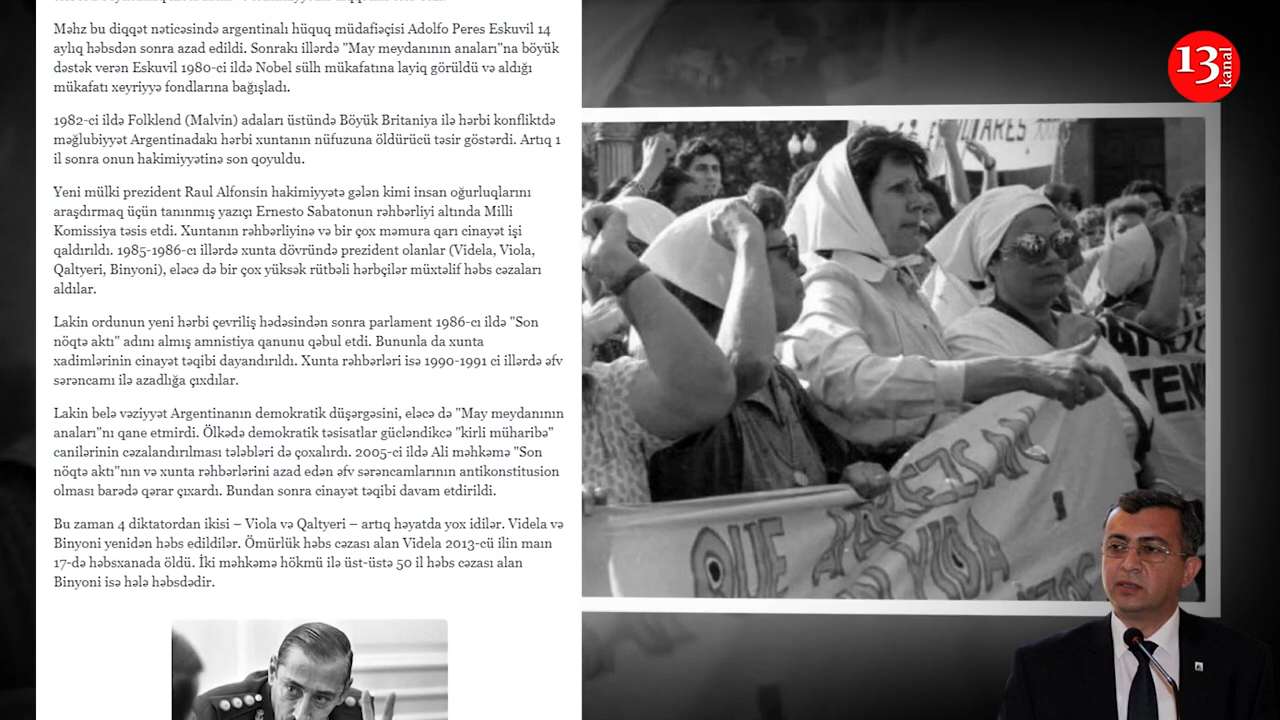 Məhz bu diqqət nəticəsində argentinalı hüquq müdafiəçisi Adolfo Peres Eskuvil 14
aylıq həbsdən sonra azad edildi. Sonrakı illərdə "May meydanının anaları"na böyük
dəstək verən Eskuvil 1980-ci ildə Nobel sülh mükafatına layiq görüldü və aldığı
mükafatı xeyriyyə fondlarına bağışladı.
1982-ci ildə Folklend (Malvin) adaları üstündə Böyük Britaniya ilə hərbi konfliktdə
məğlubiyyət Argentinadakı hərbi xuntanın nüfuzuna öldürücü təsir göstərdi. Artıq 1
il sonra onun hakimiyyətinə son qoyuldu.
Yeni mülki prezident Raul Alfonsin hakimiyyətə gələn kimi insan oğurluqlarını
araşdırmaq üçün tanınmış yazıçı Ernesto Sabatonun rəhbərliyi altında Milli
Komissiya təsis etdi. Xuntanın rəhbərliyinə və bir çox məmura qarı cinayət işi
qaldırıldı. 1985-1986-cı illərdə xunta dövründə prezident olanlar (Videla, Viola,
Qaltyeri, Binyoni), eləcə də bir çox yüksək rütbəli hərbçilər müxtəlif həbs cəzaları
aldılar.
Lakin ordunun yeni hərbi çevriliş hədəsindən sonra parlament 1986-cı ildə "Son
nöqtə aktı" adını almış amnistiya qanunu qəbul etdi. Bununla da xunta
xadimlərinin cinayət təqibi dayandırıldı. Xunta rəhbərləri isə 1990-1991 ci illərdə əfv
sərəncamı ilə azadlığa çıxdılar.
Lakin belə vəziyyət Argentinanın demokratik düşərgəsini, eləcə də "May meydanının
anaları"nı qane etmirdi. Ölkədə demokratik təsisatlar gücləndikcə "kirli müharibə"
canilərinin cəzalandırılması tələbləri də çoxalırdı. 2005-ci ildə Ali məhkəmə "Son
nöqtə aktı"nın və xunta rəhbərlərini azad edən əfv sərəncamlarının antikonstitusion
olması barədə qərar çıxardı. Bundan sonra cinayət təqibi davam etdirildi.
Bu zaman 4 diktatordan ikisi – Viola və Qaltyeri – artıq həyatda yox idilər. Videla və
Binyoni yenidən həbs edildilər. Ömürlük həbs cəzası alan Videla 2013-cü ilin maın
17-də həbsxanada öldü. İki məhkəmə hökmü ilə üst-üstə 50 il həbs cəzası alan
Binyoni isə hələ həbsdədir.
13
kanal
QUE APAREZCAN
VIDA